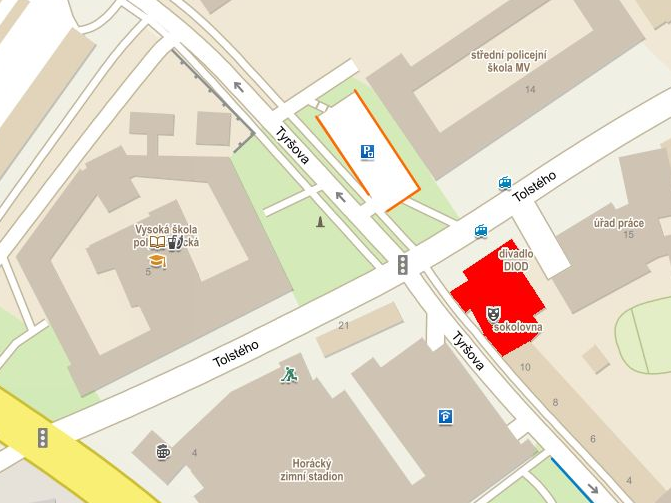 střední policejní
škola MV
14
Tyršova
Tolstého
Vysoká škola
5
divadlo
DIOD
úřad práce
15
sokolovna
21
Tolstého
Tyršova
10
8
6
4
4
Horácký
zimní stadion
P
P